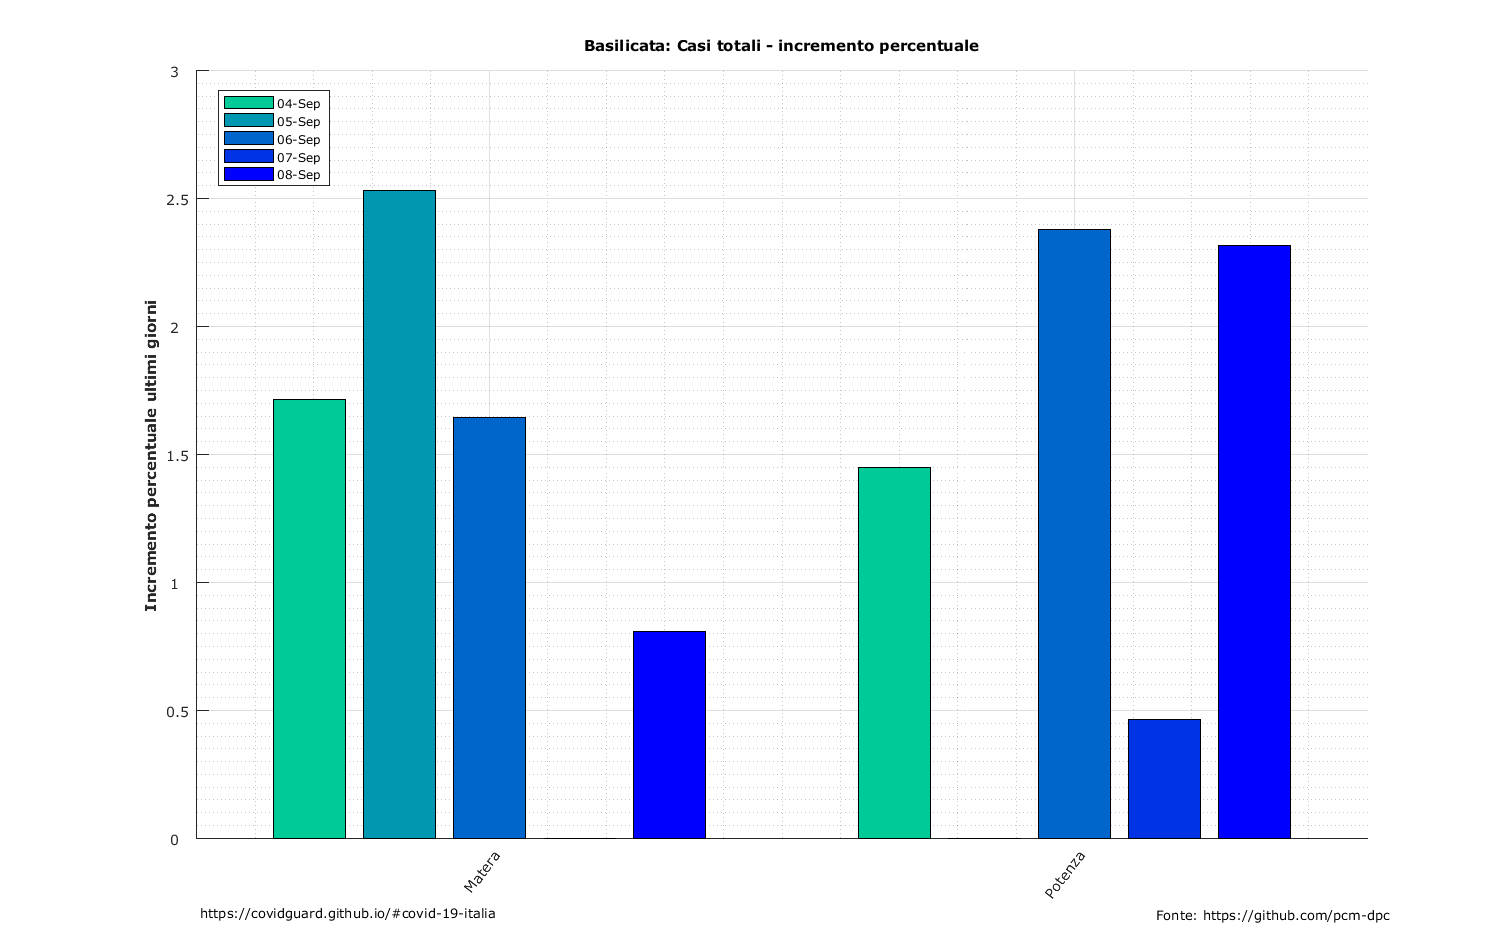 Basilicata: Casi totali - incremento percentuale
3
2.5
2
1.5
1
0.5
0
Incremento percentuale ultimi giorni
04-Sep
05-Sep
06-Sep
07-Sep
08-Sep
Matera
Potenza
https://covidguard.github.io/#covid-19-italia
Fonte: https://github.com/pcm-dpc